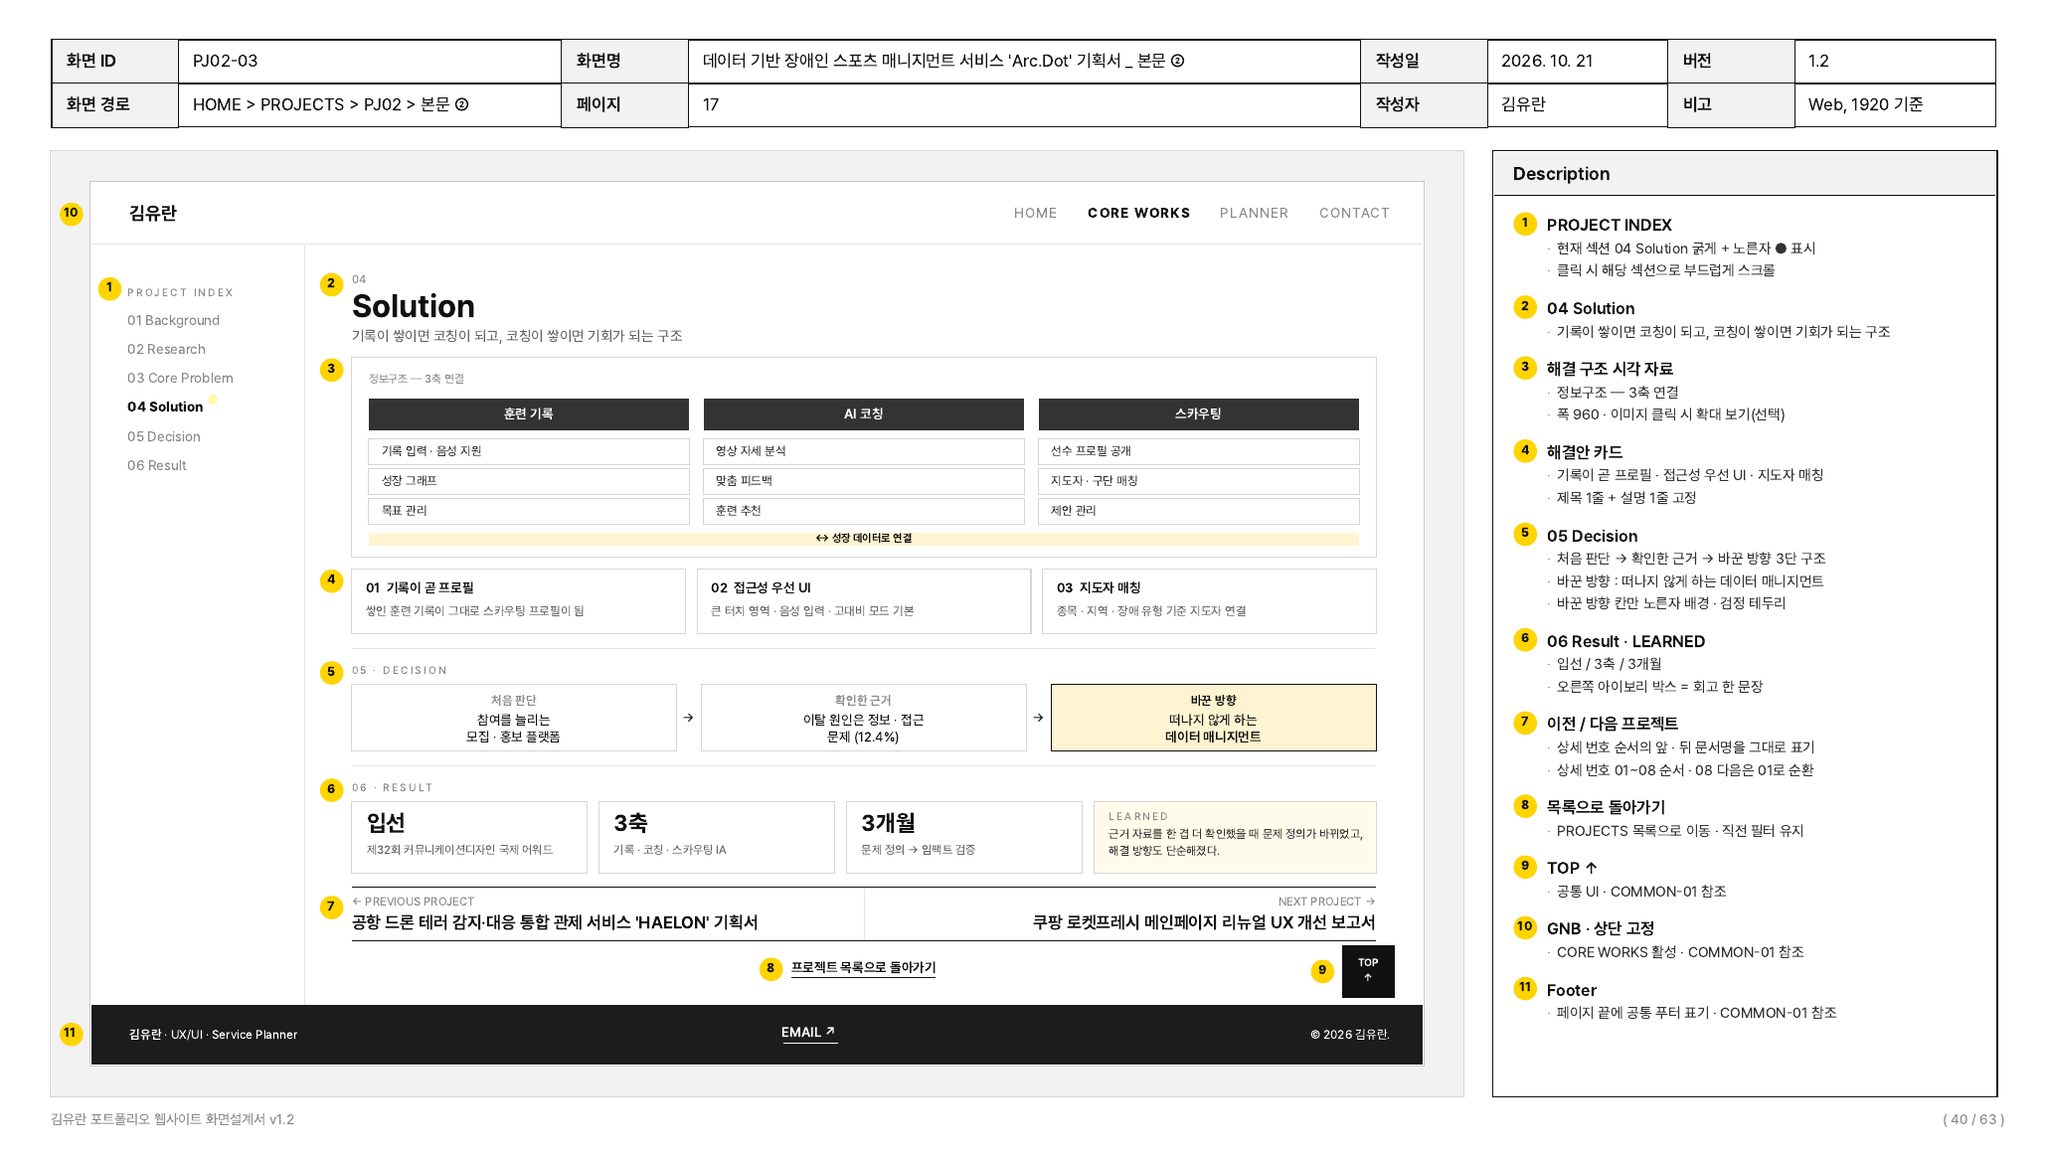 화면 ID
PJ02-03
화면명
데이터 기반 장애인 스포츠 매니지먼트 서비스 'Arc.Dot' 기획서 _ 본문 ②
작성일
2026. 10. 21
버전
1.2
화면 경로
HOME > PROJECTS > PJ02 > 본문 ②
페이지
17
작성자
김유란
비고
Web, 1920 기준
10
김유란
HOME
CORE WORKS
PLANNER
CONTACT
1
PROJECT INDEX
01 Background
02 Research
03 Core Problem
04 Solution
05 Decision
06 Result
2
04
Solution
기록이 쌓이면 코칭이 되고, 코칭이 쌓이면 기회가 되는 구조
3
정보구조 — 3축 연결
훈련 기록
AI 코칭
스카우팅
기록 입력 · 음성 지원
영상 자세 분석
선수 프로필 공개
성장 그래프
맞춤 피드백
지도자 · 구단 매칭
목표 관리
훈련 추천
제안 관리
↔ 성장 데이터로 연결
4
01 기록이 곧 프로필
쌓인 훈련 기록이 그대로 스카우팅 프로필이 됨
02 접근성 우선 UI
큰 터치 영역 · 음성 입력 · 고대비 모드 기본
03 지도자 매칭
종목 · 지역 · 장애 유형 기준 지도자 연결
5
05 · DECISION
처음 판단
참여를 늘리는
모집 · 홍보 플랫폼
→
확인한 근거
이탈 원인은 정보 · 접근
문제 (12.4%)
→
바꾼 방향
떠나지 않게 하는
데이터 매니지먼트
6
06 · RESULT
입선
제32회 커뮤니케이션디자인 국제 어워드
3축
기록 · 코칭 · 스카우팅 IA
3개월
문제 정의 → 임팩트 검증
LEARNED
근거 자료를 한 겹 더 확인했을 때 문제 정의가 바뀌었고,
해결 방향도 단순해졌다.
7
← PREVIOUS PROJECT
공항 드론 테러 감지·대응 통합 관제 서비스 'HAELON' 기획서
NEXT PROJECT →
쿠팡 로켓프레시 메인페이지 리뉴얼 UX 개선 보고서
8
프로젝트 목록으로 돌아가기
9
TOP
↑
11
김유란 · UX/UI · Service Planner
EMAIL ↗
© 2026 김유란.
Description
1
PROJECT INDEX
· 현재 섹션 04 Solution 굵게 + 노른자 ● 표시
· 클릭 시 해당 섹션으로 부드럽게 스크롤
2
04 Solution
· 기록이 쌓이면 코칭이 되고, 코칭이 쌓이면 기회가 되는 구조
3
해결 구조 시각 자료
· 정보구조 — 3축 연결
· 폭 960 · 이미지 클릭 시 확대 보기(선택)
4
해결안 카드
· 기록이 곧 프로필 · 접근성 우선 UI · 지도자 매칭
· 제목 1줄 + 설명 1줄 고정
5
05 Decision
· 처음 판단 → 확인한 근거 → 바꾼 방향 3단 구조
· 바꾼 방향 : 떠나지 않게 하는 데이터 매니지먼트
· 바꾼 방향 칸만 노른자 배경 · 검정 테두리
6
06 Result · LEARNED
· 입선 / 3축 / 3개월
· 오른쪽 아이보리 박스 = 회고 한 문장
7
이전 / 다음 프로젝트
· 상세 번호 순서의 앞 · 뒤 문서명을 그대로 표기
· 상세 번호 01~08 순서 · 08 다음은 01로 순환
8
목록으로 돌아가기
· PROJECTS 목록으로 이동 · 직전 필터 유지
9
TOP ↑
· 공통 UI · COMMON-01 참조
10
GNB · 상단 고정
· CORE WORKS 활성 · COMMON-01 참조
11
Footer
· 페이지 끝에 공통 푸터 표기 · COMMON-01 참조
김유란 포트폴리오 웹사이트 화면설계서 v1.2
( 40 / 63 )